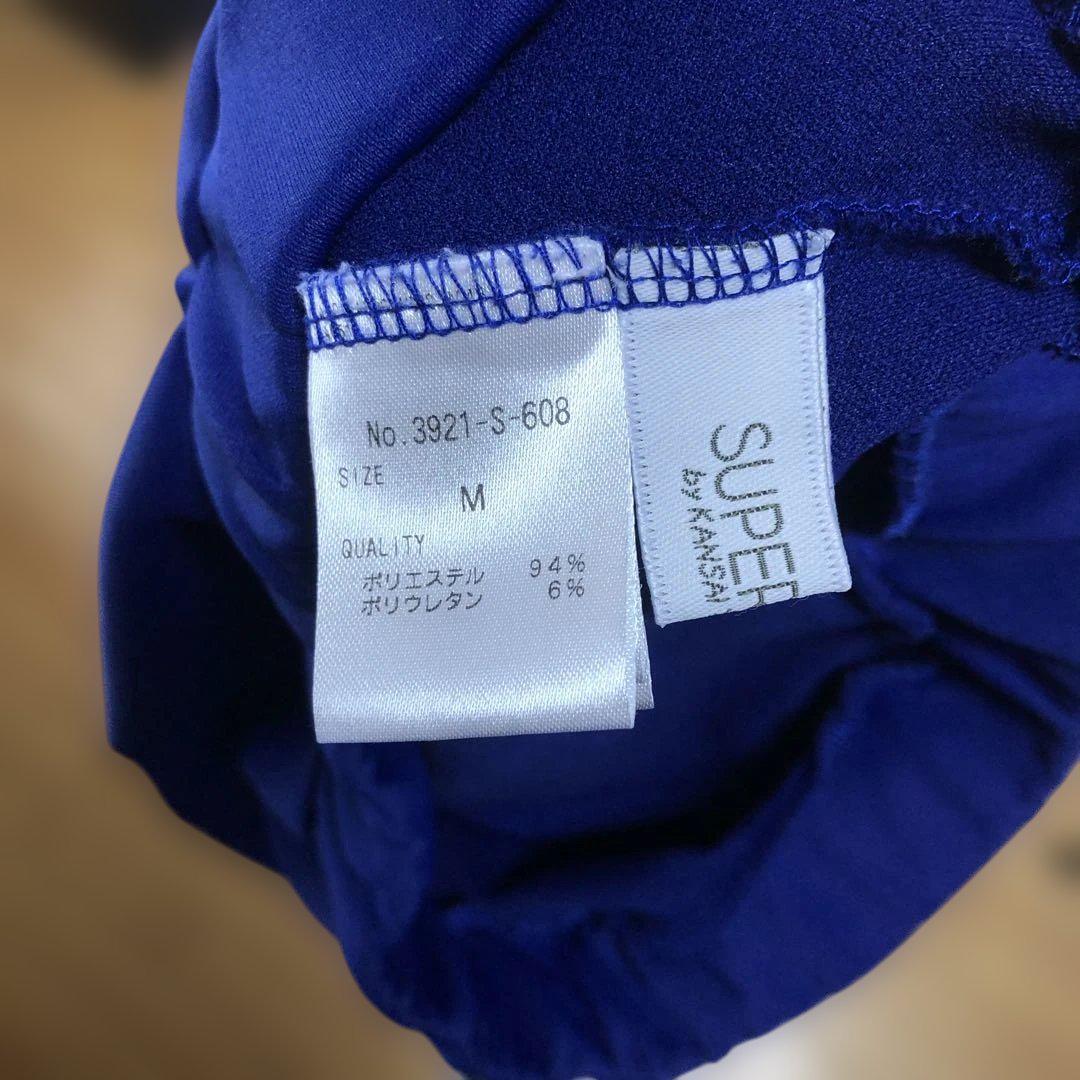 No.3921-S-608
SIZE
M
QUALITY
ポリエステル 94%
ポリウレタン 6%
SUPER
by KANSAI